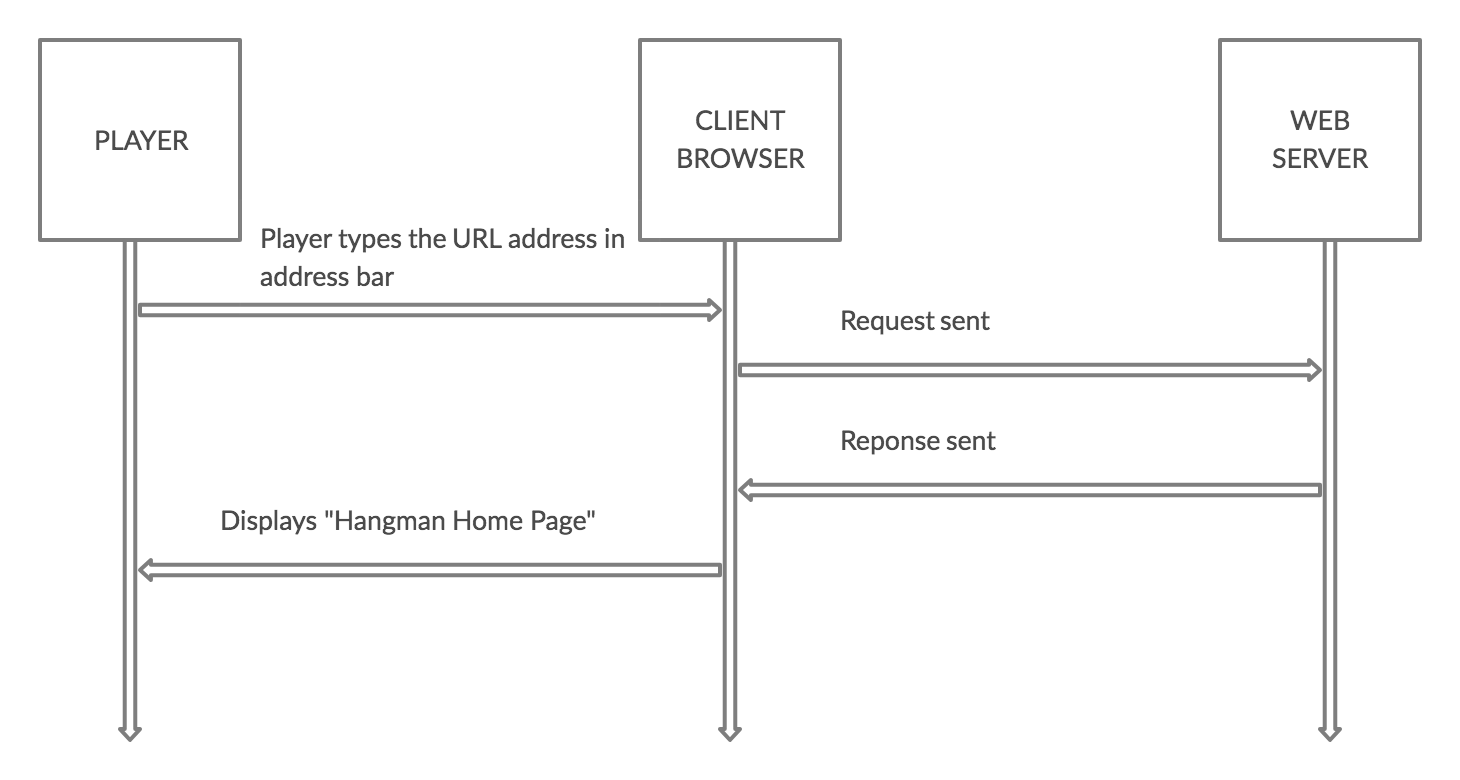 PLAYER
CLIENT
BROWSER
WEB
SERVER
Player types the URL address in
address bar
Request sent
Reponse sent
Displays "Hangman Home Page"